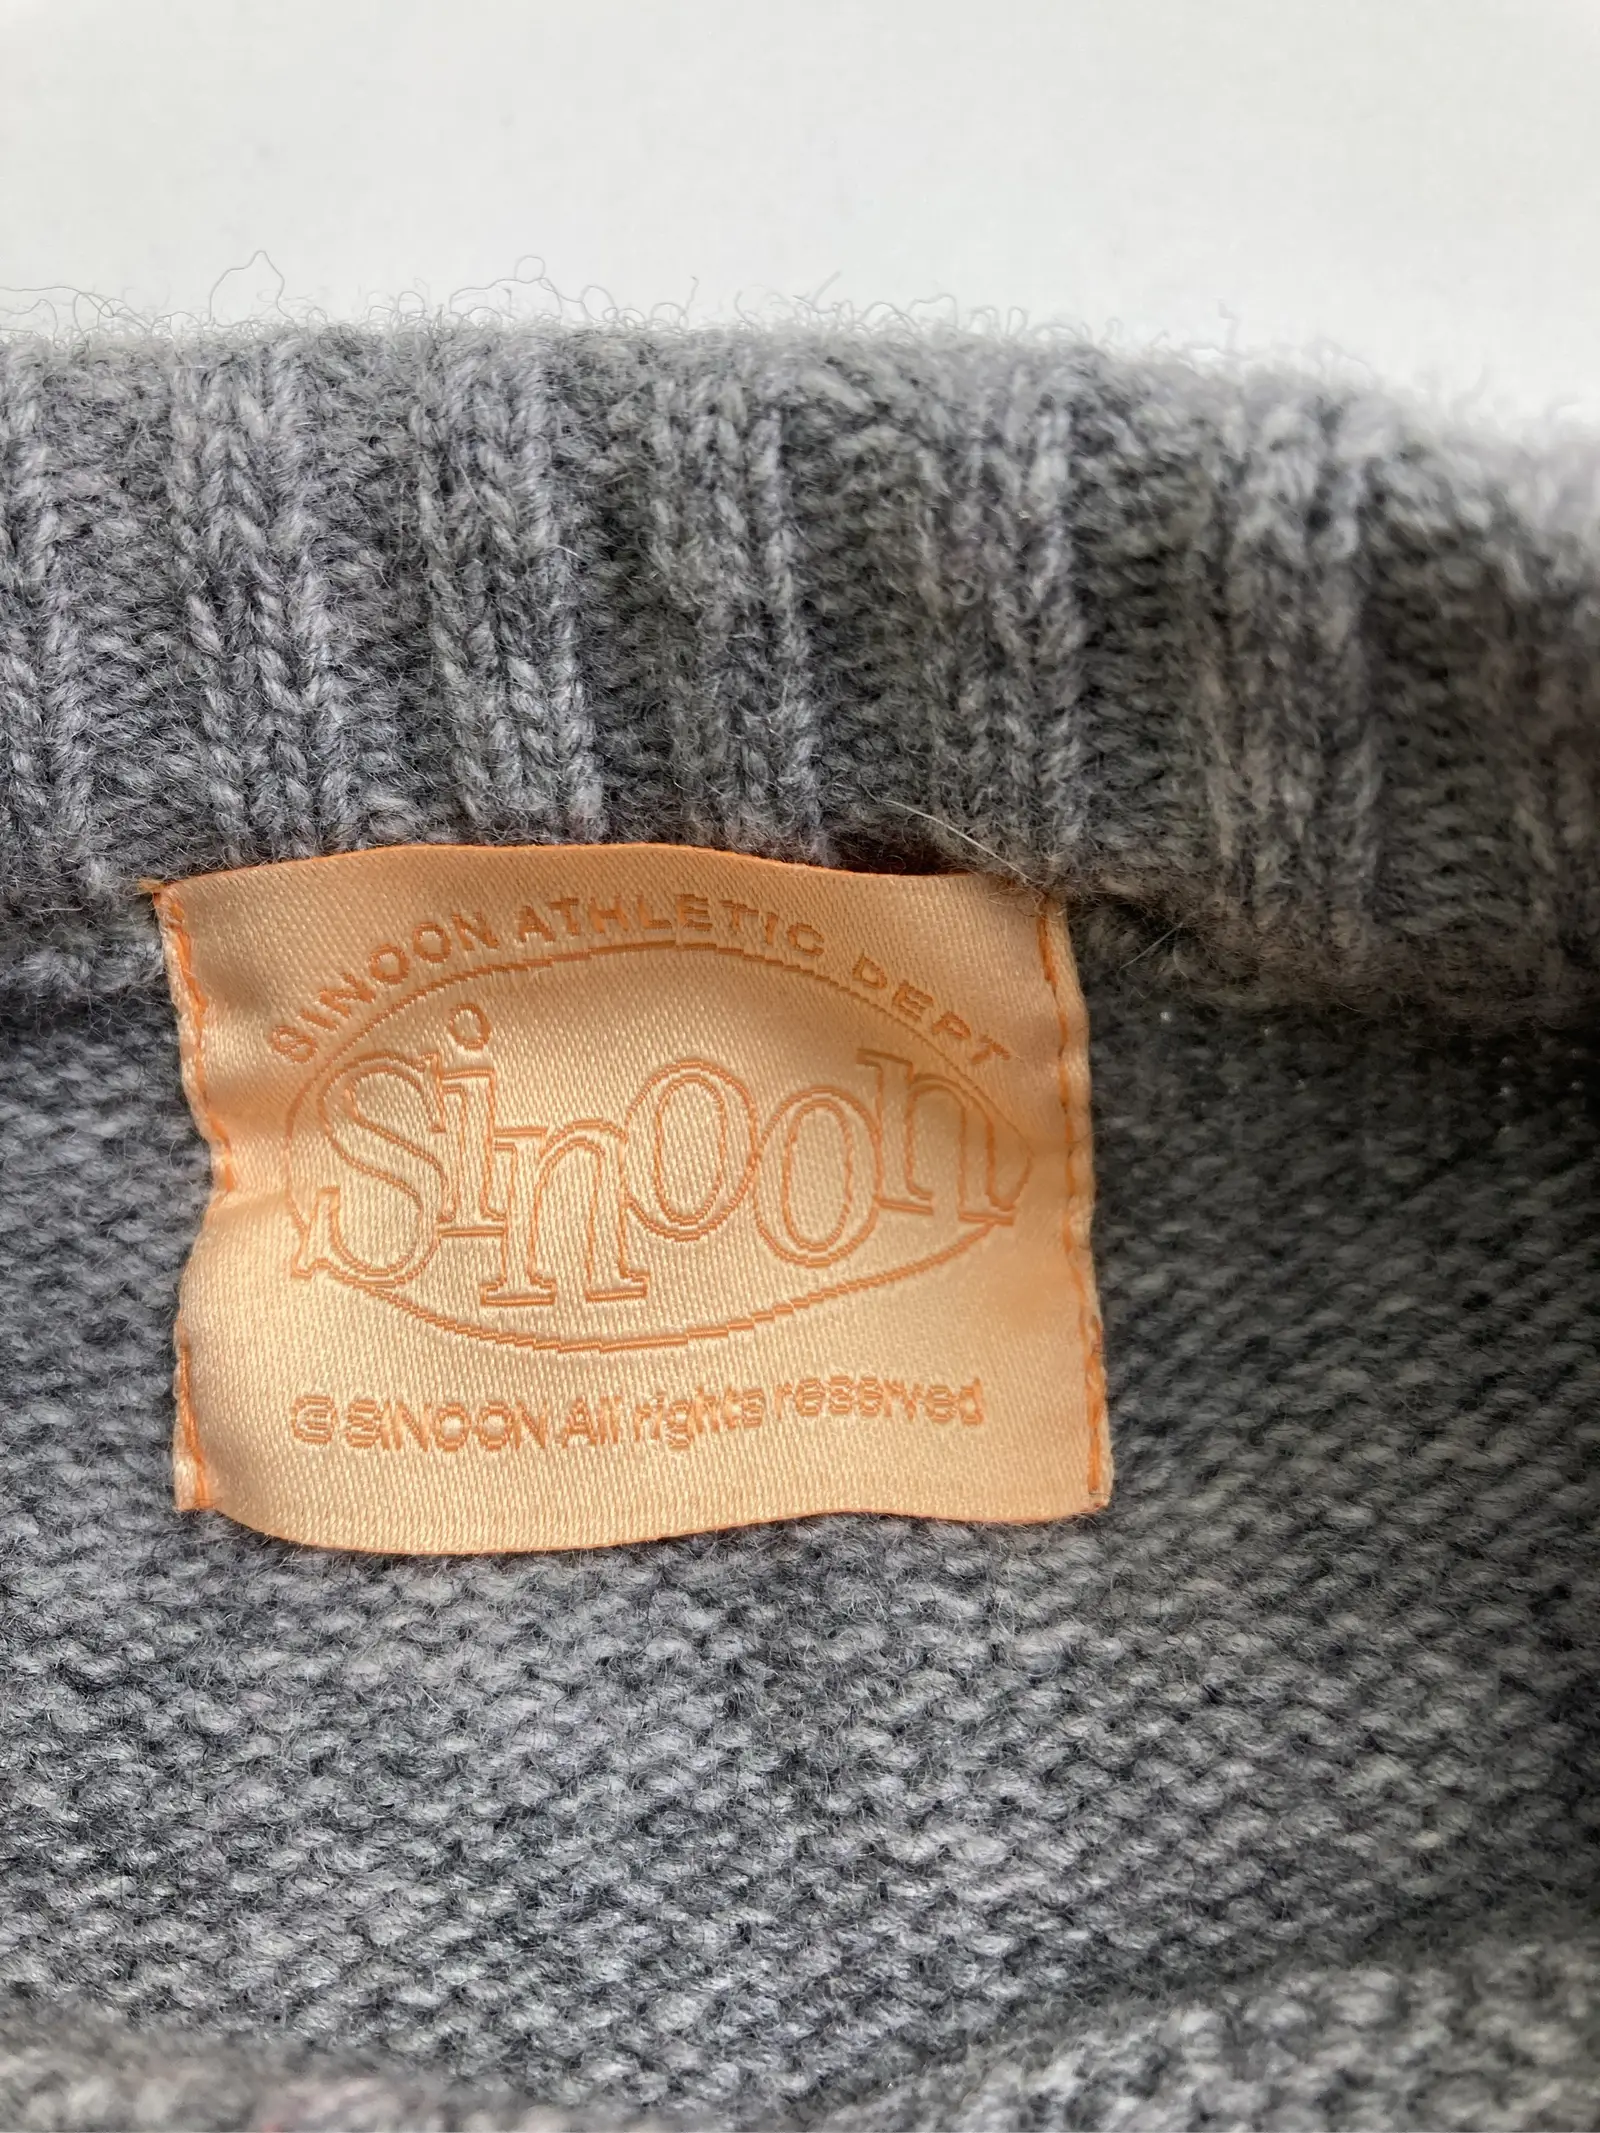 SINOON ATHLETIC DEPT
Sinoon
© SINOON All rights reserved